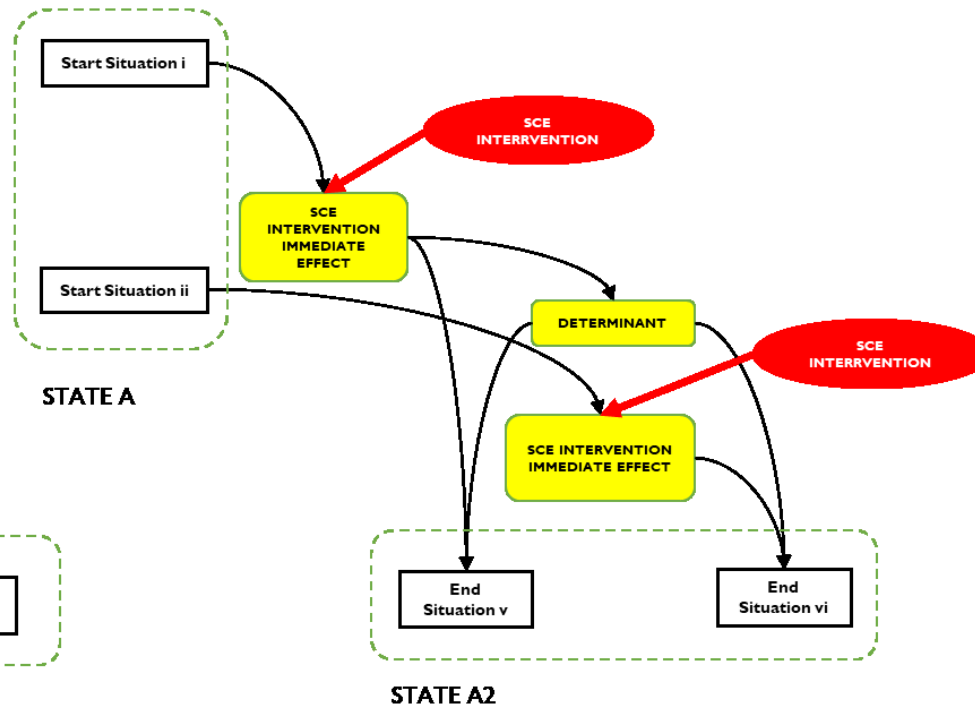 Start Situation i
SCE
INTERRVENTION
SCE
INTERVENTION
IMMEDIATE
EFFECT
Start Situation ii
DETERMINANT
SCE
INTERRVENTION
STATE A
SCE INTERVENTION
IMMEDIATE EFFECT
End
Situation v
End
Situation vi
STATE A2